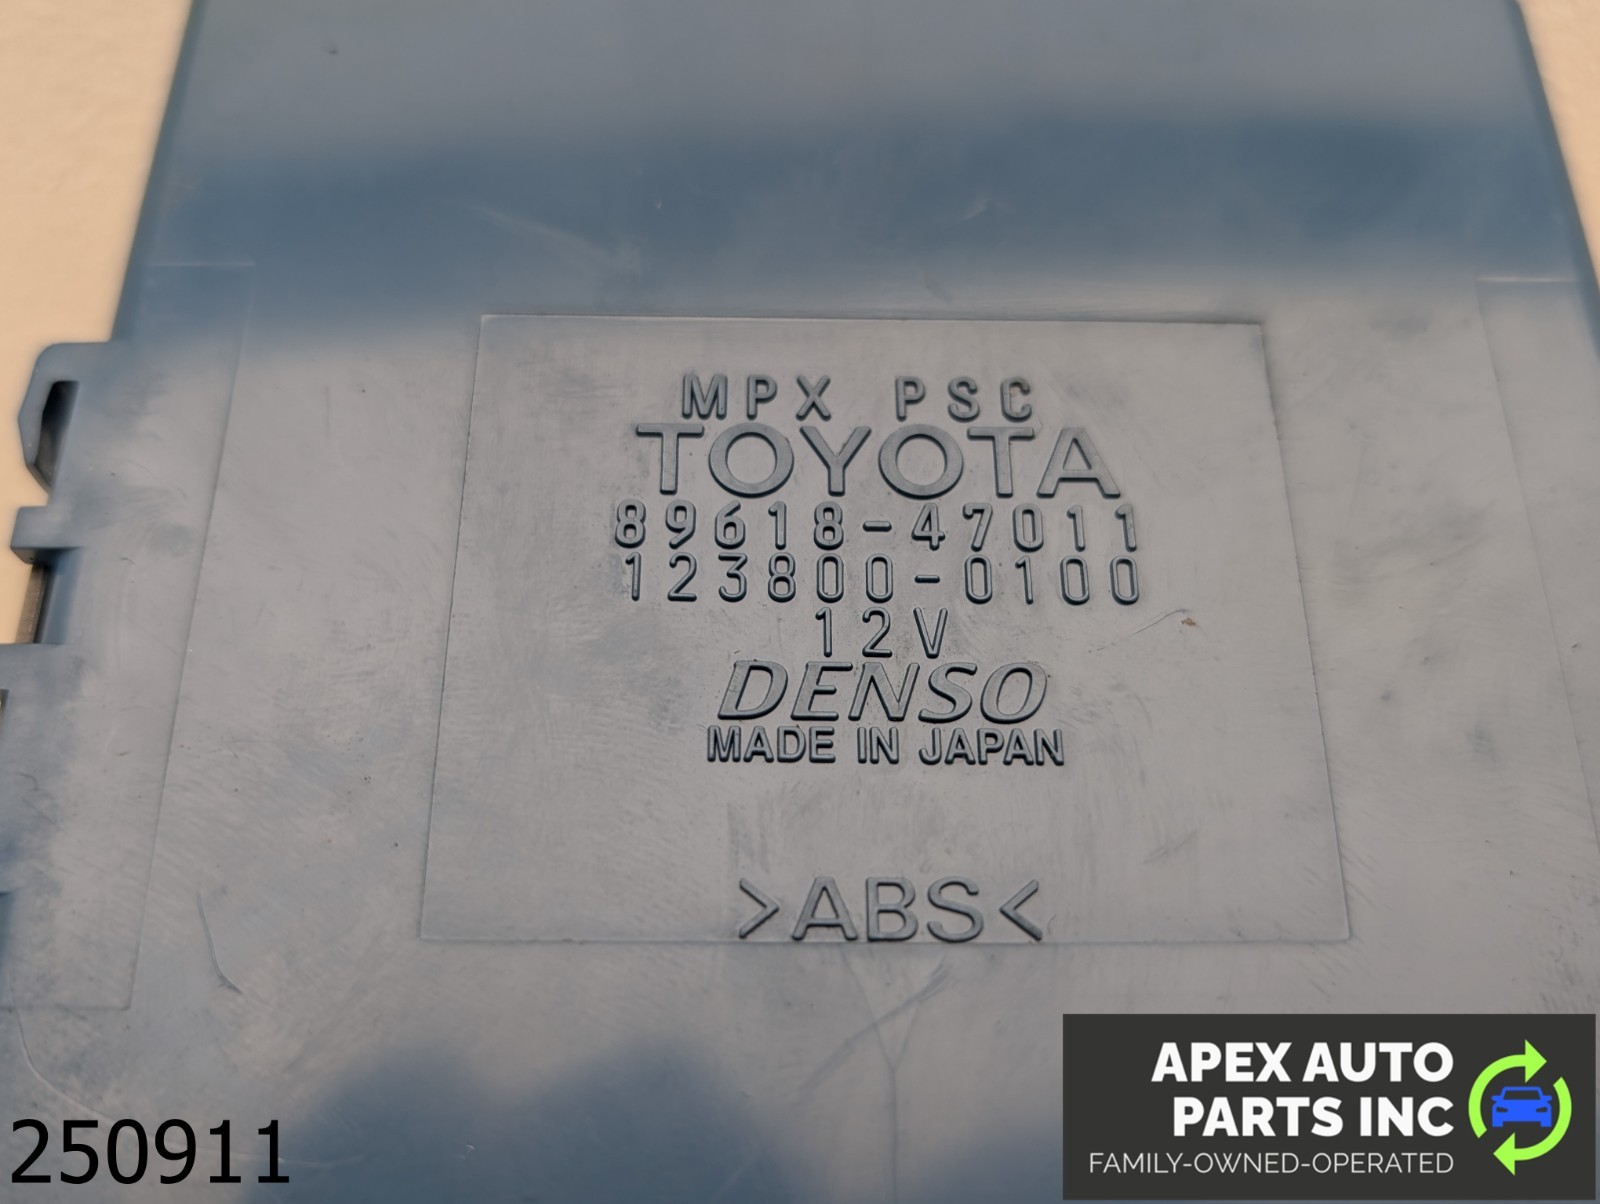 MPX PSC
TOYOTA
89618-47011
123800-0100
12V
DENSO
MADE IN JAPAN
>ABS<
250911
APEX AUTO
PARTS INC
FAMILY-OWNED-OPERATED